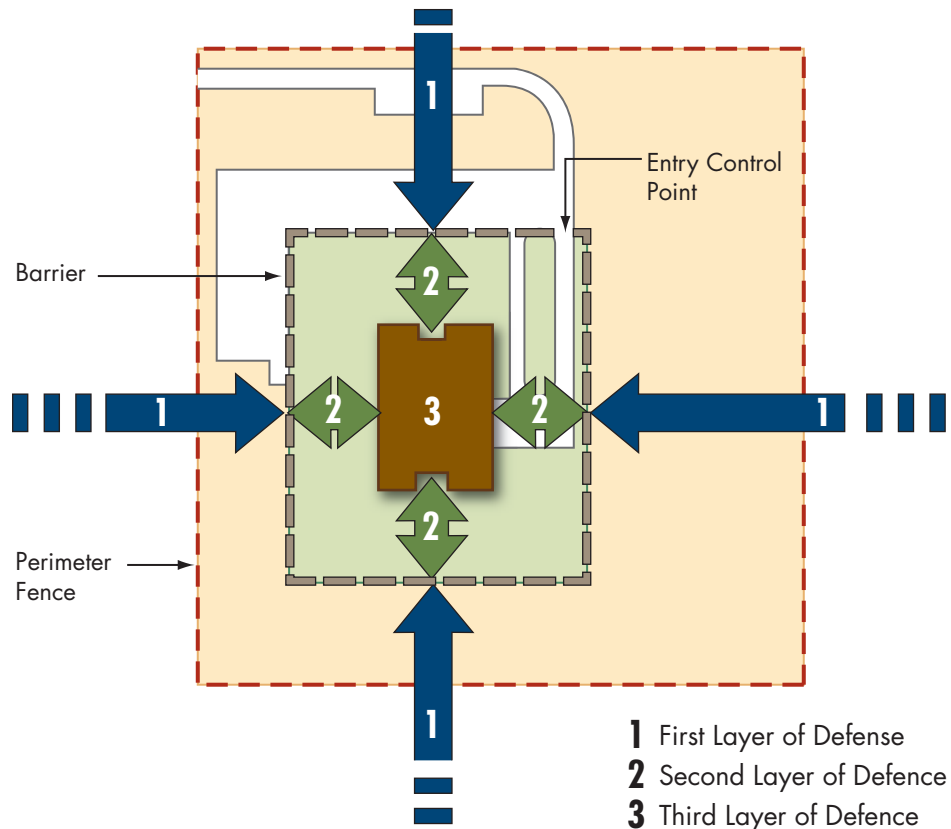 1
Entry Control
Point
Barrier
2
1
2
3
2
1
2
Perimeter
Fence
1
1 First Layer of Defense
2 Second Layer of Defence
3 Third Layer of Defence